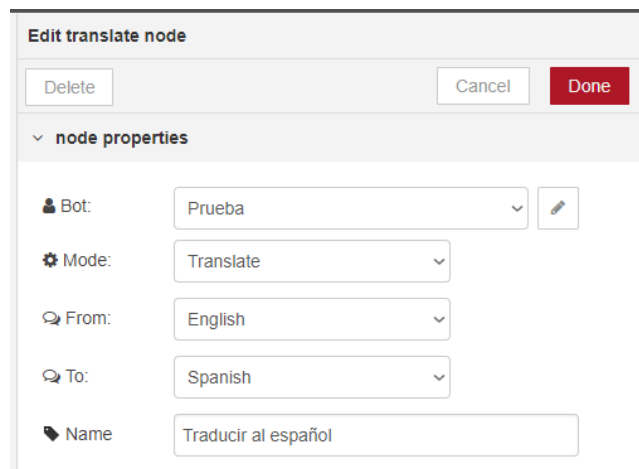 Edit translate node
Delete Cancel Done
node properties
Bot: Prueba
Mode: Translate
From: English
To: Spanish
Name Traducir al español